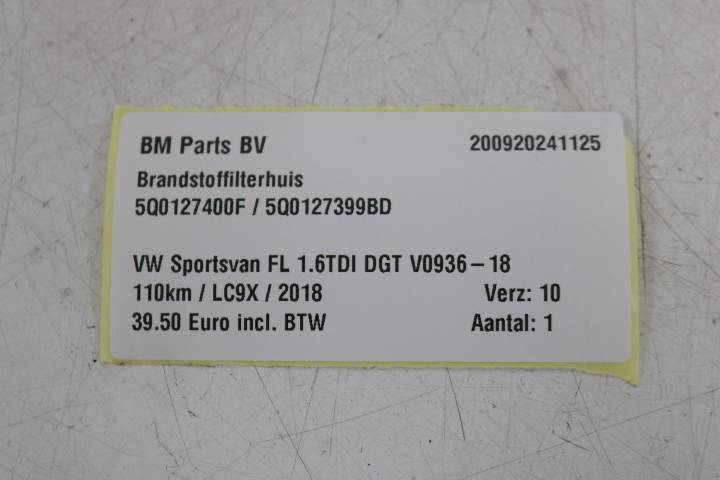 BM Parts BV 200920241125
Brandstoffilterhuis
5Q0127400F / 5Q0127399BD
VW Sportsvan FL 1.6TDI DGT V0936-18
110km / LC9X / 2018 Verz: 10
39.50 Euro incl. BTW Aantal: 1